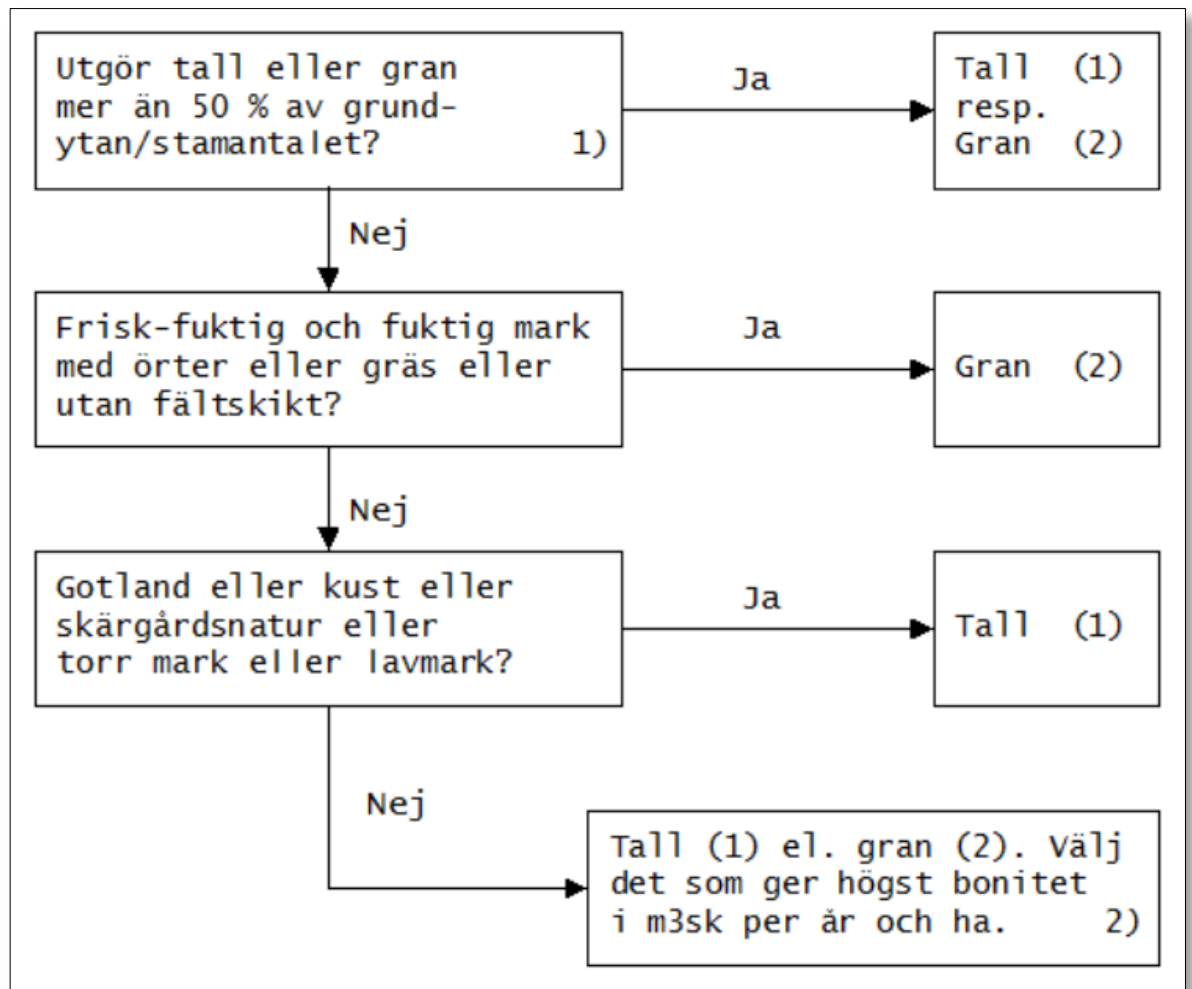 Utgör tall eller gran
mer än 50 % av grund-
ytan/stamantalet? 1)
Ja
Tall (1)
resp.
Gran (2)
Nej
Frisk-fuktig och fuktig mark
med örter eller gräs eller
utan fältskikt?
Ja
Gran (2)
Nej
Gotland eller kust eller
skärgårdsnatur eller
torr mark eller lavmark?
Ja
Tall (1)
Nej
Tall (1) el. gran (2). Välj
det som ger högst bonitet
i m3sk per år och ha. 2)